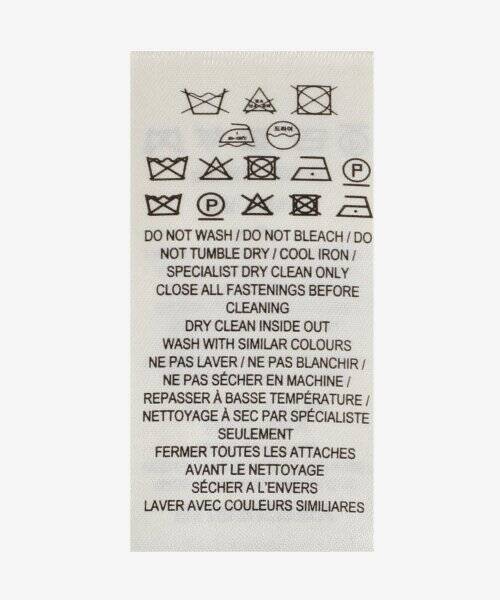 드라이
P
P
DO NOT WASH / DO NOT BLEACH / DO
NOT TUMBLE DRY / COOL IRON /
SPECIALIST DRY CLEAN ONLY
CLOSE ALL FASTENINGS BEFORE
CLEANING
DRY CLEAN INSIDE OUT
WASH WITH SIMILAR COLOURS
NE PAS LAVER / NE PAS BLANCHIR /
NE PAS SÉCHER EN MACHINE /
REPASSER À BASSE TEMPÉRATURE /
NETTOYAGE À SEC PAR SPÉCIALISTE
SEULEMENT
FERMER TOUTES LES ATTACHES
AVANT LE NETTOYAGE
SÉCHER A L'ENVERS
LAVER AVEC COULEURS SIMILIARES